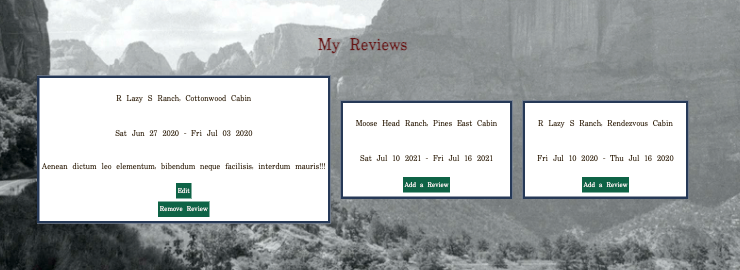 My Reviews
R Lazy S Ranch, Cottonwood Cabin
Sat Jun 27 2020 - Fri Jul 03 2020
Aenean dictum leo elementum, bibendum neque facilisis, interdum mauris!!!
Edit
Remove Review
Moose Head Ranch, Pines East Cabin
Sat Jul 10 2021 - Fri Jul 16 2021
Add a Review
R Lazy S Ranch, Rendezvous Cabin
Fri Jul 10 2020 - Thu Jul 16 2020
Add a Review